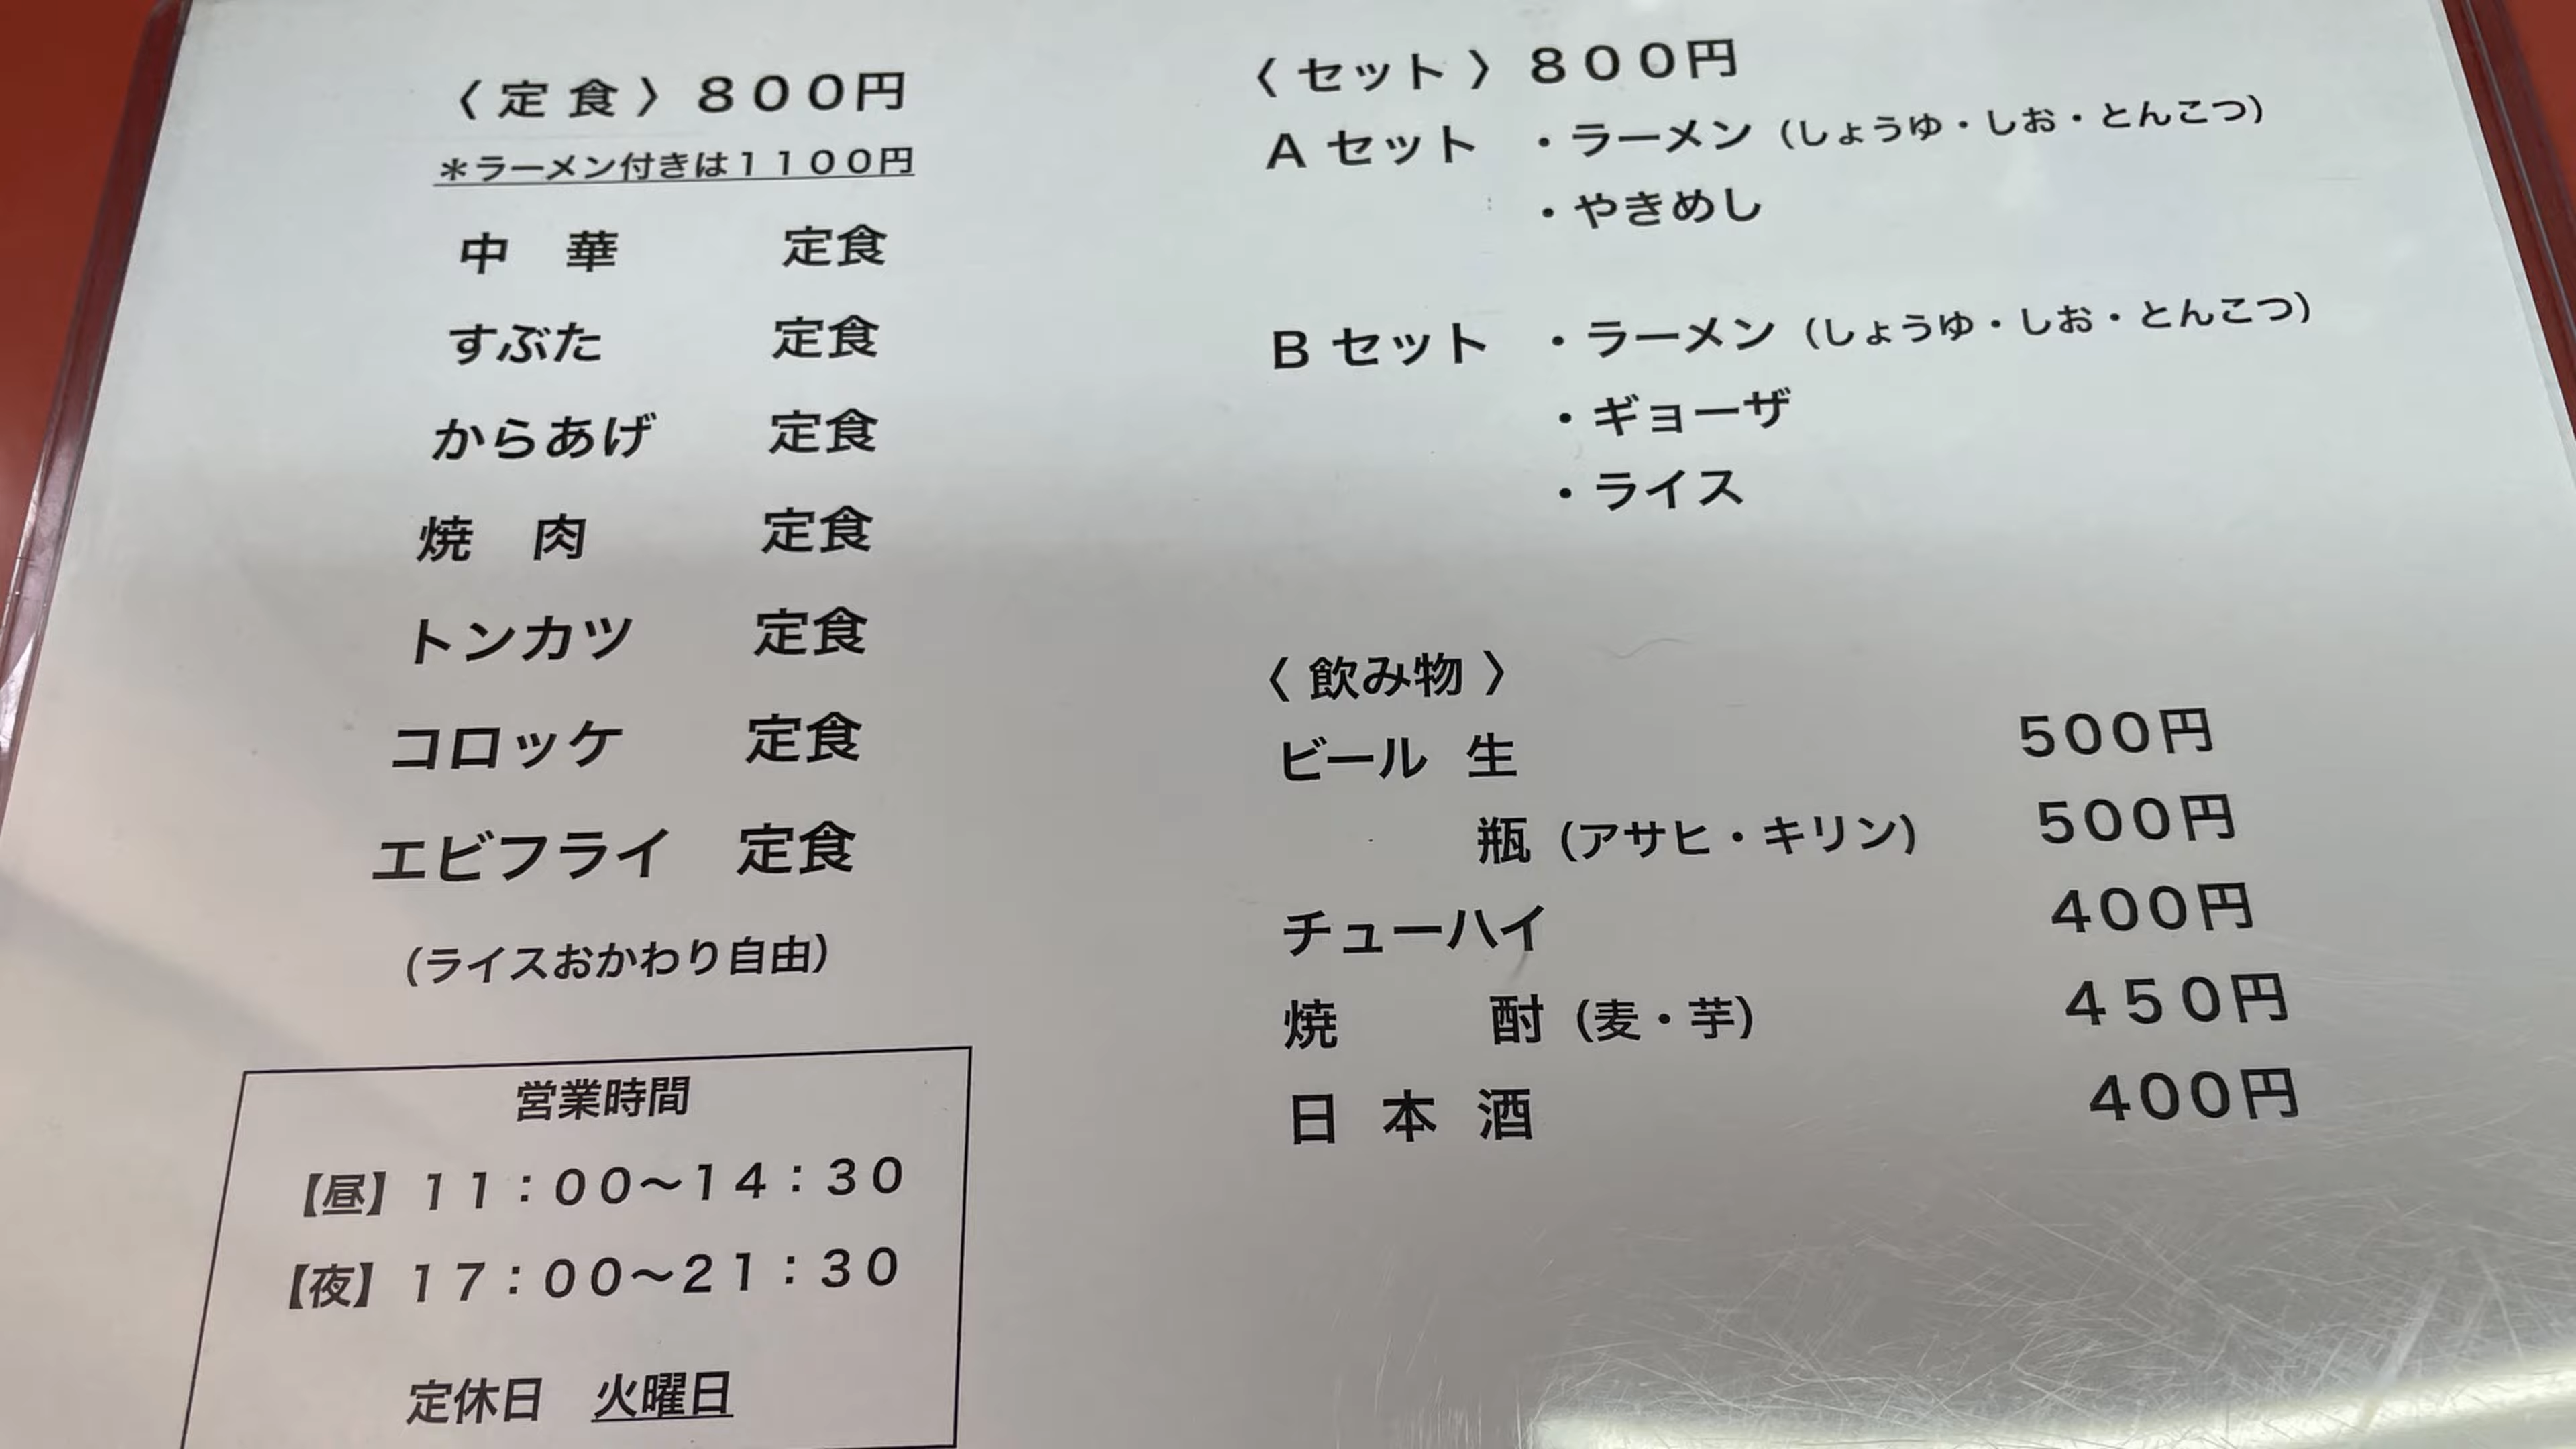 〈定食〉８００円
＊ラーメン付きは１１００円
中　華　定食
すぶた　定食
からあげ　定食
焼　肉　定食
トンカツ　定食
コロッケ　定食
エビフライ　定食
（ライスおかわり自由）
営業時間
【昼】１１：００～１４：３０
【夜】１７：００～２１：３０
定休日　火曜日
〈セット〉８００円
Ａ セット ・ラーメン（しょうゆ・しお・とんこつ）
・やきめし
Ｂ セット ・ラーメン（しょうゆ・しお・とんこつ）
・ギョーザ
・ライス
〈飲み物〉
ビール 生　５００円
瓶（アサヒ・キリン）　５００円
チューハイ　４００円
焼　酎（麦・芋）　４５０円
日 本 酒　４００円